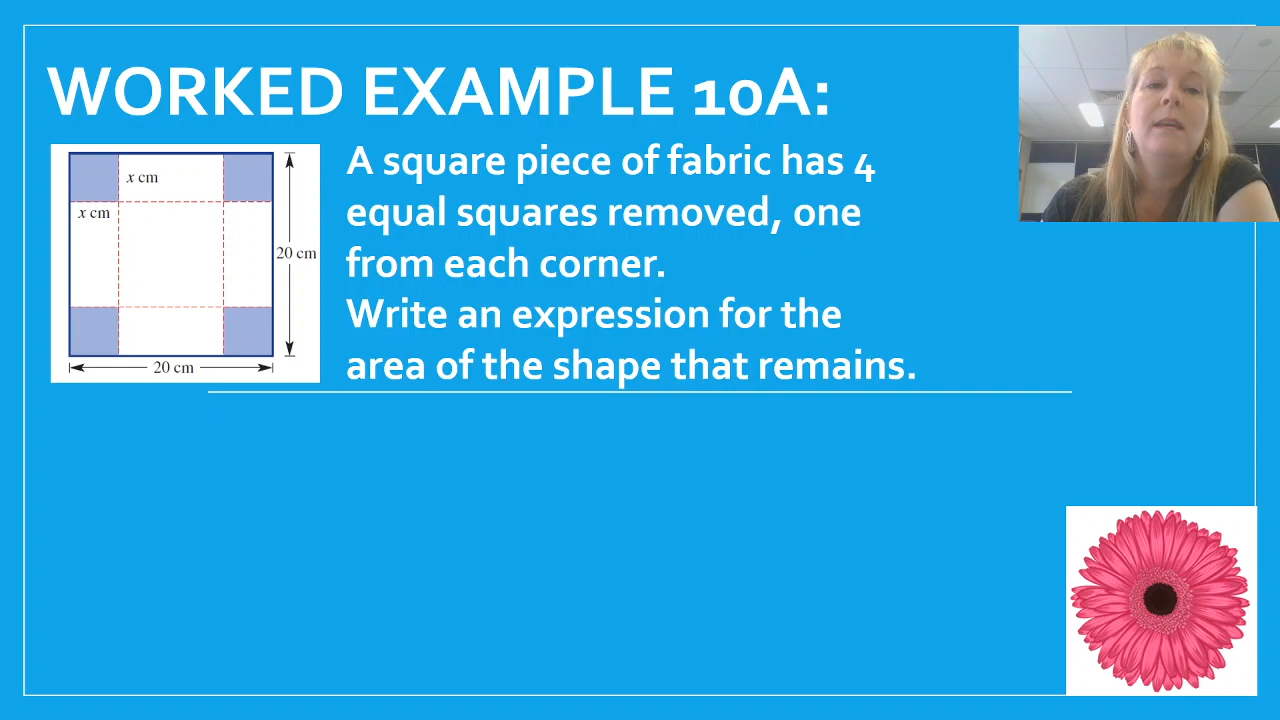 WORKED EXAMPLE 10A:
A square piece of fabric has 4
equal squares removed, one
from each corner.
Write an expression for the
area of the shape that remains.
x cm
x cm
20 cm
20 cm